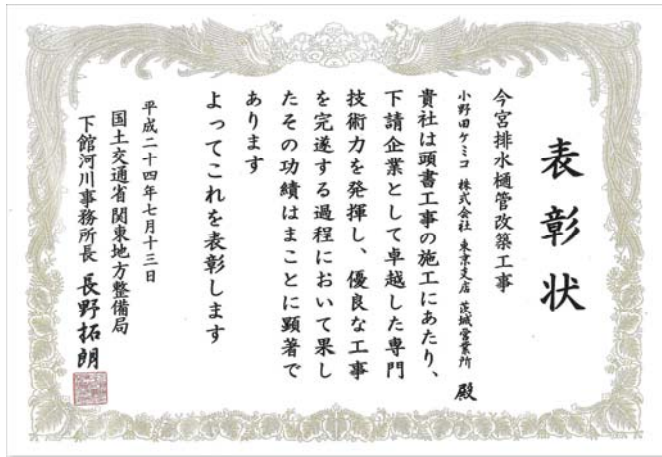 表彰状
今宮排水樋管改築工事
小野田ケミコ 株式会社 東京支店 茨城営業所 殿
貴社は頭書工事の施工にあたり、
下請企業として卓越した専門
技術力を発揮し、優良な工事
を完遂する過程において果し
たその功績はまことに顕著で
あります
よってこれを表彰します
平成二十四年七月十三日
国土交通省関東地方整備局
下館河川事務所長 長野拓朗